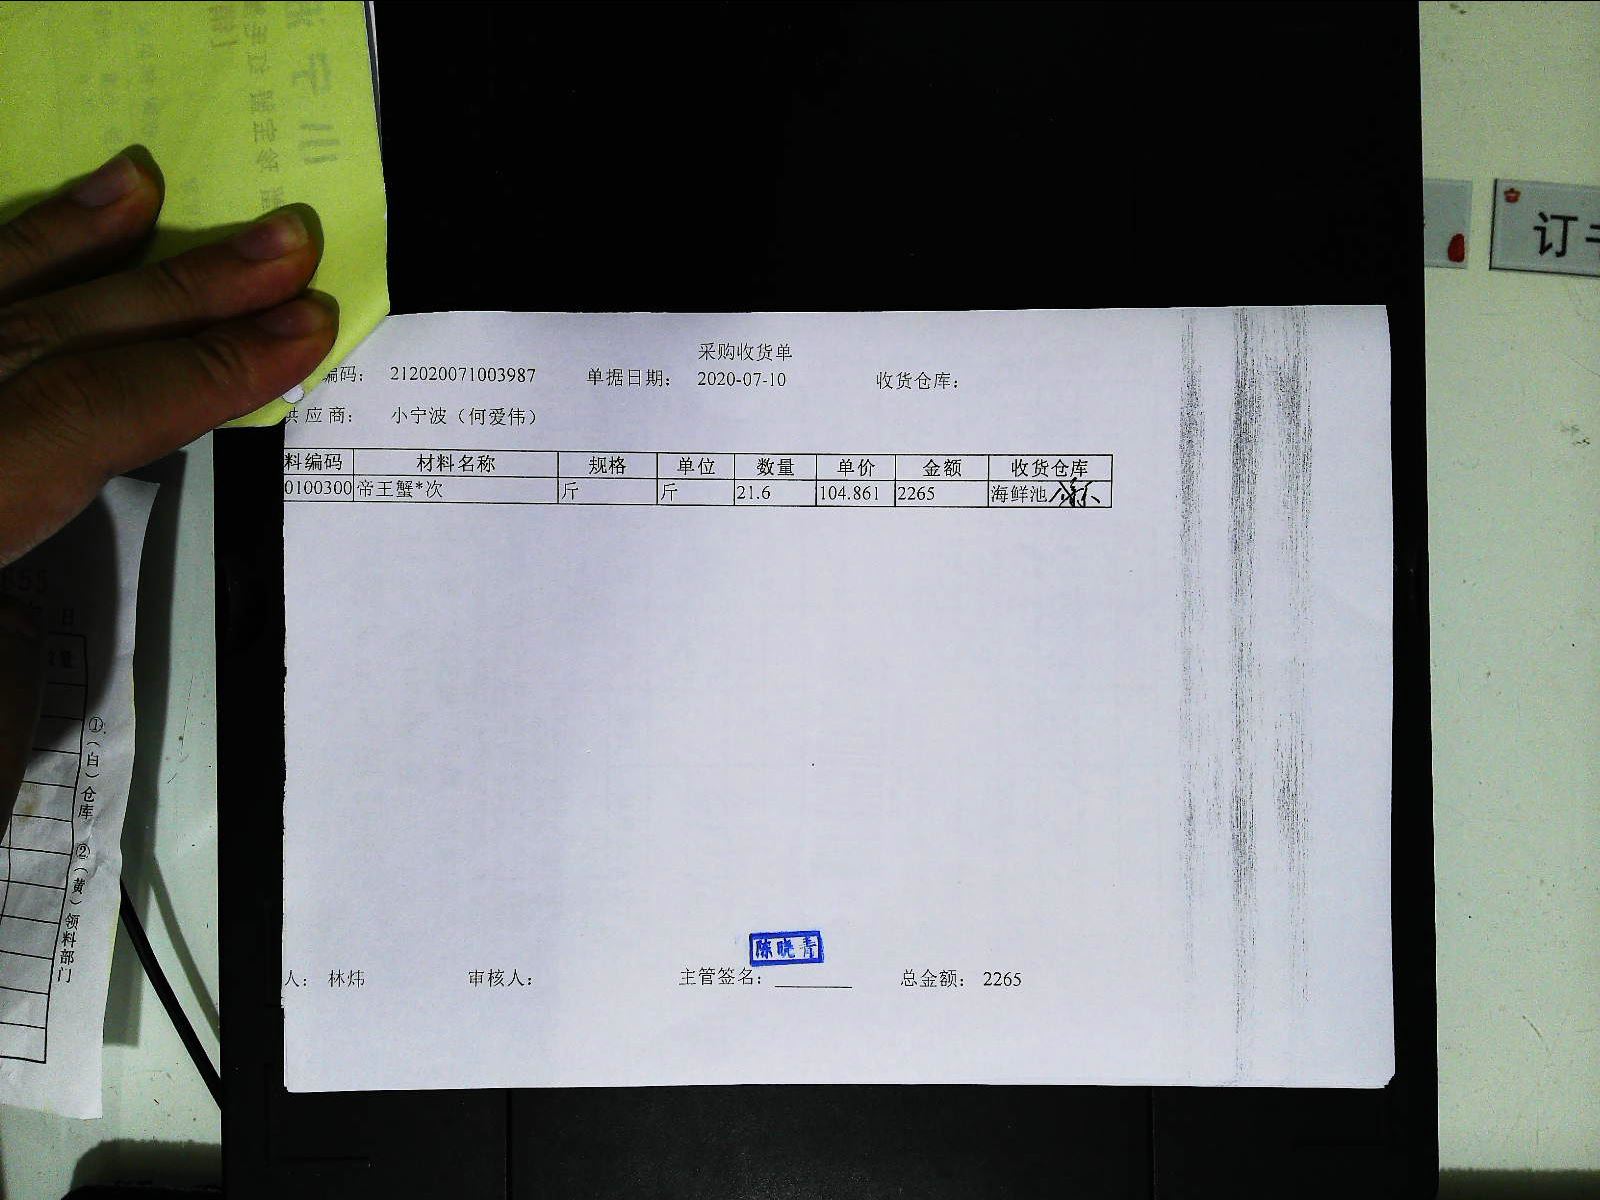 采购收货单
编码： 212020071003987 单据日期： 2020-07-10 收货仓库：
供应商： 小宁波（何爱伟）
料编码 材料名称 规格 单位 数量 单价 金额 收货仓库
0100300 帝王蟹*次 斤 斤 21.6 104.861 2265 海鲜池
陈晓青
人： 林炜 审核人： 主管签名： 总金额： 2265
订
655
日
①（白）仓库 ②（黄）领料部门